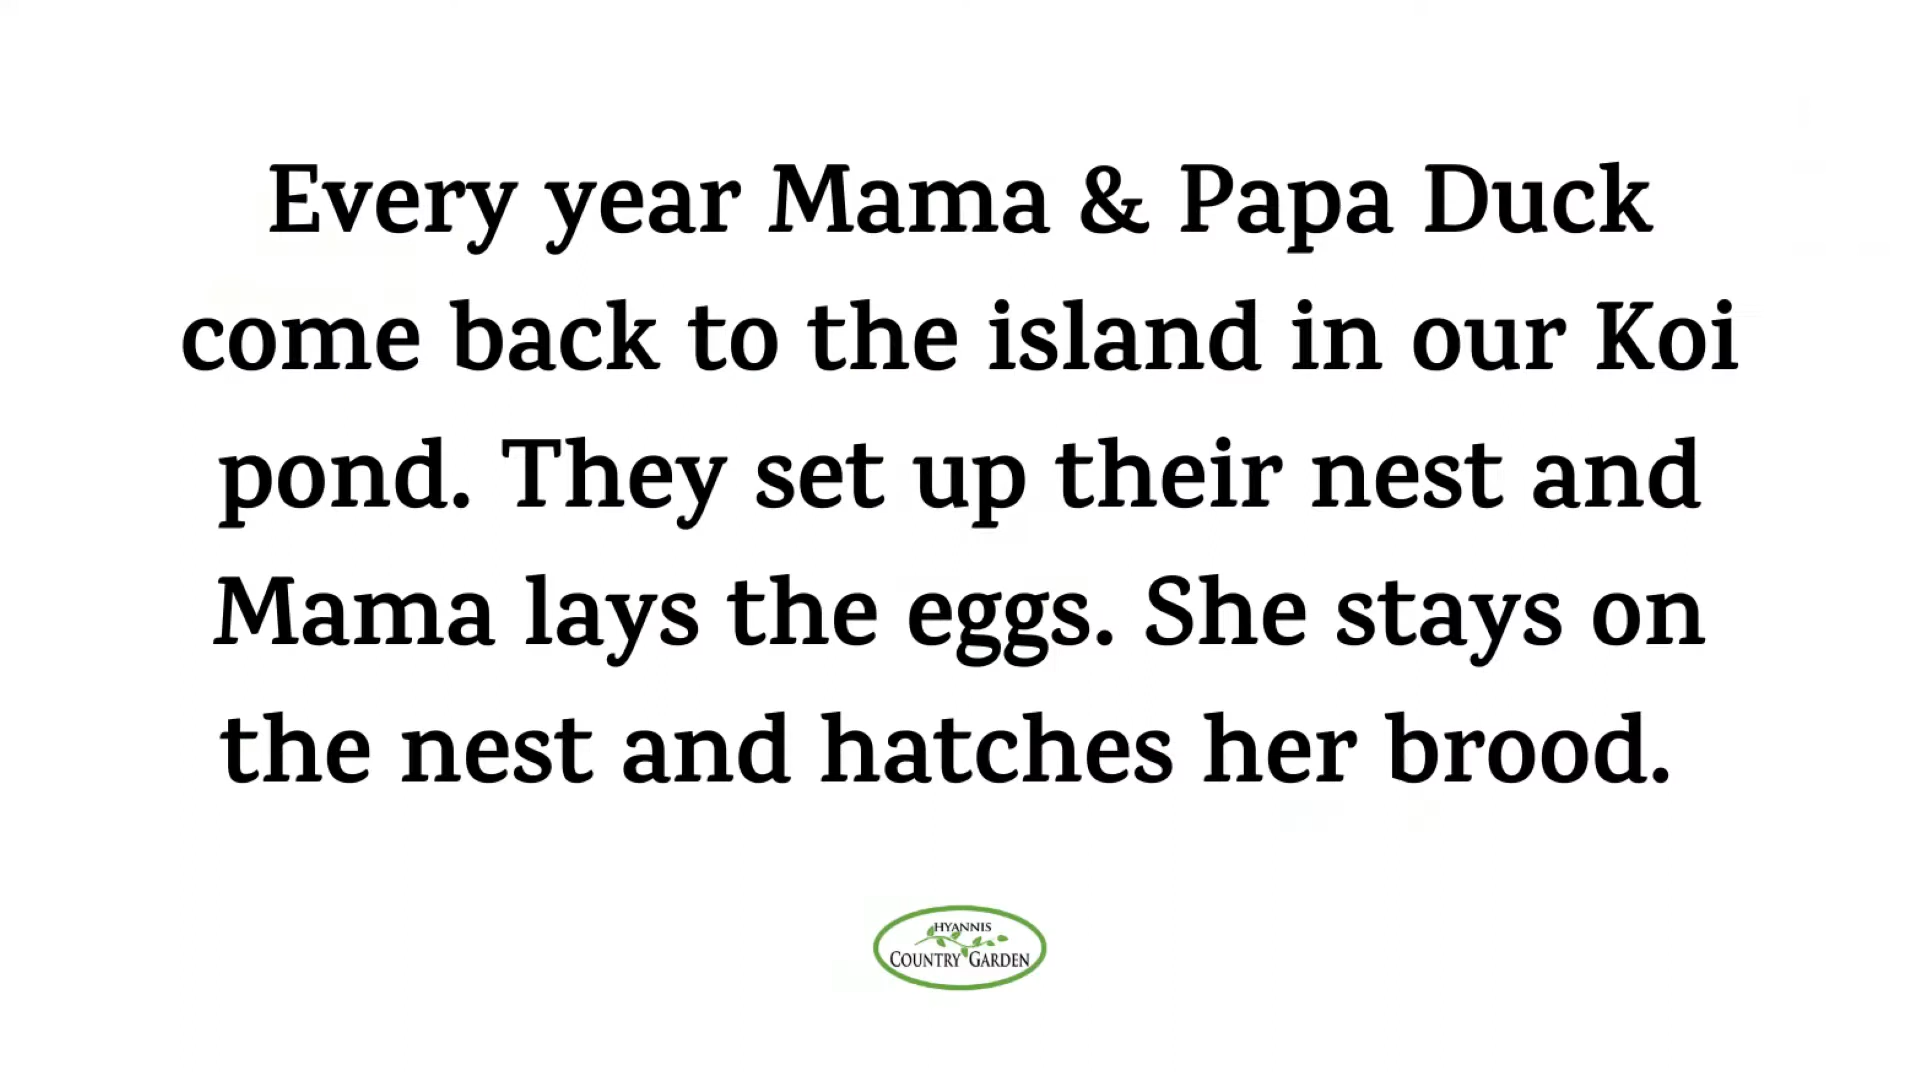 Every year Mama & Papa Duck
come back to the island in our Koi
pond. They set up their nest and
Mama lays the eggs. She stays on
the nest and hatches her brood.
HYANNIS
COUNTRY GARDEN